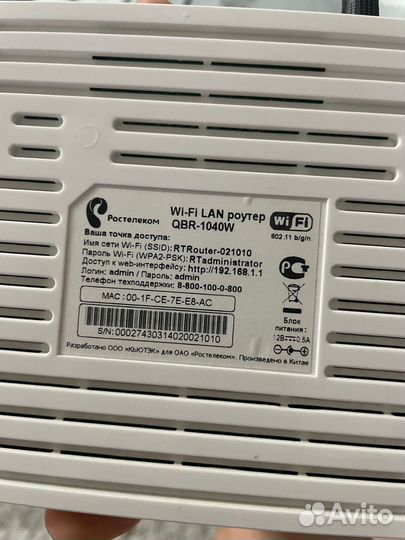 Ростелеком
Wi-Fi LAN роутер
QBR-1040W
WiFi
802.11 b/g/n
Ваша точка доступа:
Имя сети Wi-Fi (SSID): RTRouter-021010
Пароль Wi-Fi (WPA2-PSK): RTadministrator
Доступ к web-интерфейсу: http://192.168.1.1
Логин: admin / Пароль: admin
Телефон техподдержки: 8-800-100-0-800
MAC : 00-1F-CE-7E-E8-AC
S/N: 00027430314020021010
Блок
питания:
12В 0.5А
Разработано ООО «КЬЮТЭК» для ОАО «Ростелеком». Произведено в Китае
Avito